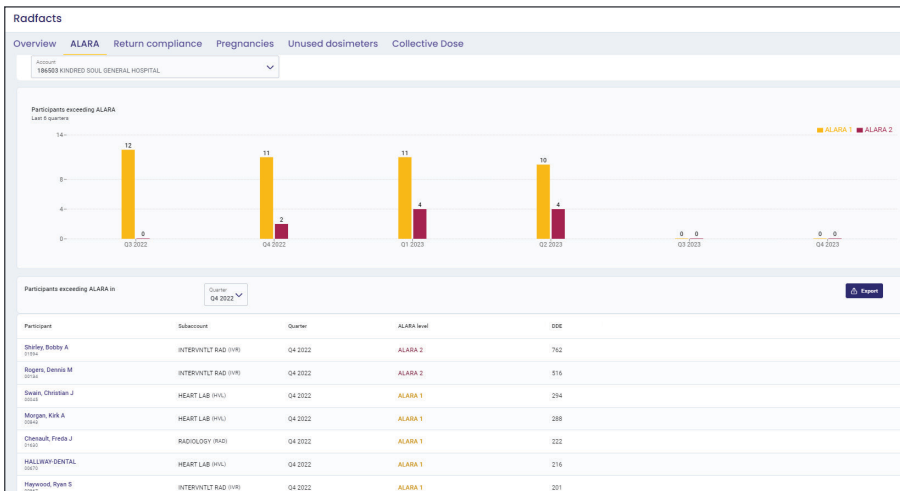 Radfacts
Overview ALARA Return compliance Pregnancies Unused dosimeters Collective Dose
Account
186503 KINDRED SOUL GENERAL HOSPITAL
Participants exceeding ALARA
Last 6 quarters
ALARA 1 ALARA 2
14
8
4
0
12 0
11 2
11 4
10 4
0 0
0 0
Q3 2022 Q4 2022 Q1 2023 Q2 2023 Q3 2023 Q4 2023
Participants exceeding ALARA in
Quarter
Q4 2022
Export
Participant Subaccount Quarter ALARA level DDE
Shirley, Bobby A INTERVNTLT RAD (IVR) Q4 2022 ALARA 2 762
Rogers, Dennis M INTERVNTLT RAD (IVR) Q4 2022 ALARA 2 516
Swain, Christian J HEART LAB (HVL) Q4 2022 ALARA 1 294
Morgan, Kirk A HEART LAB (HVL) Q4 2022 ALARA 1 288
Chenault, Freda J RADIOLOGY (RAD) Q4 2022 ALARA 1 222
HALLWAY-DENTAL HEART LAB (HVL) Q4 2022 ALARA 1 216
Haywood, Ryan S INTERVNTLT RAD (IVR) Q4 2022 ALARA 1 201